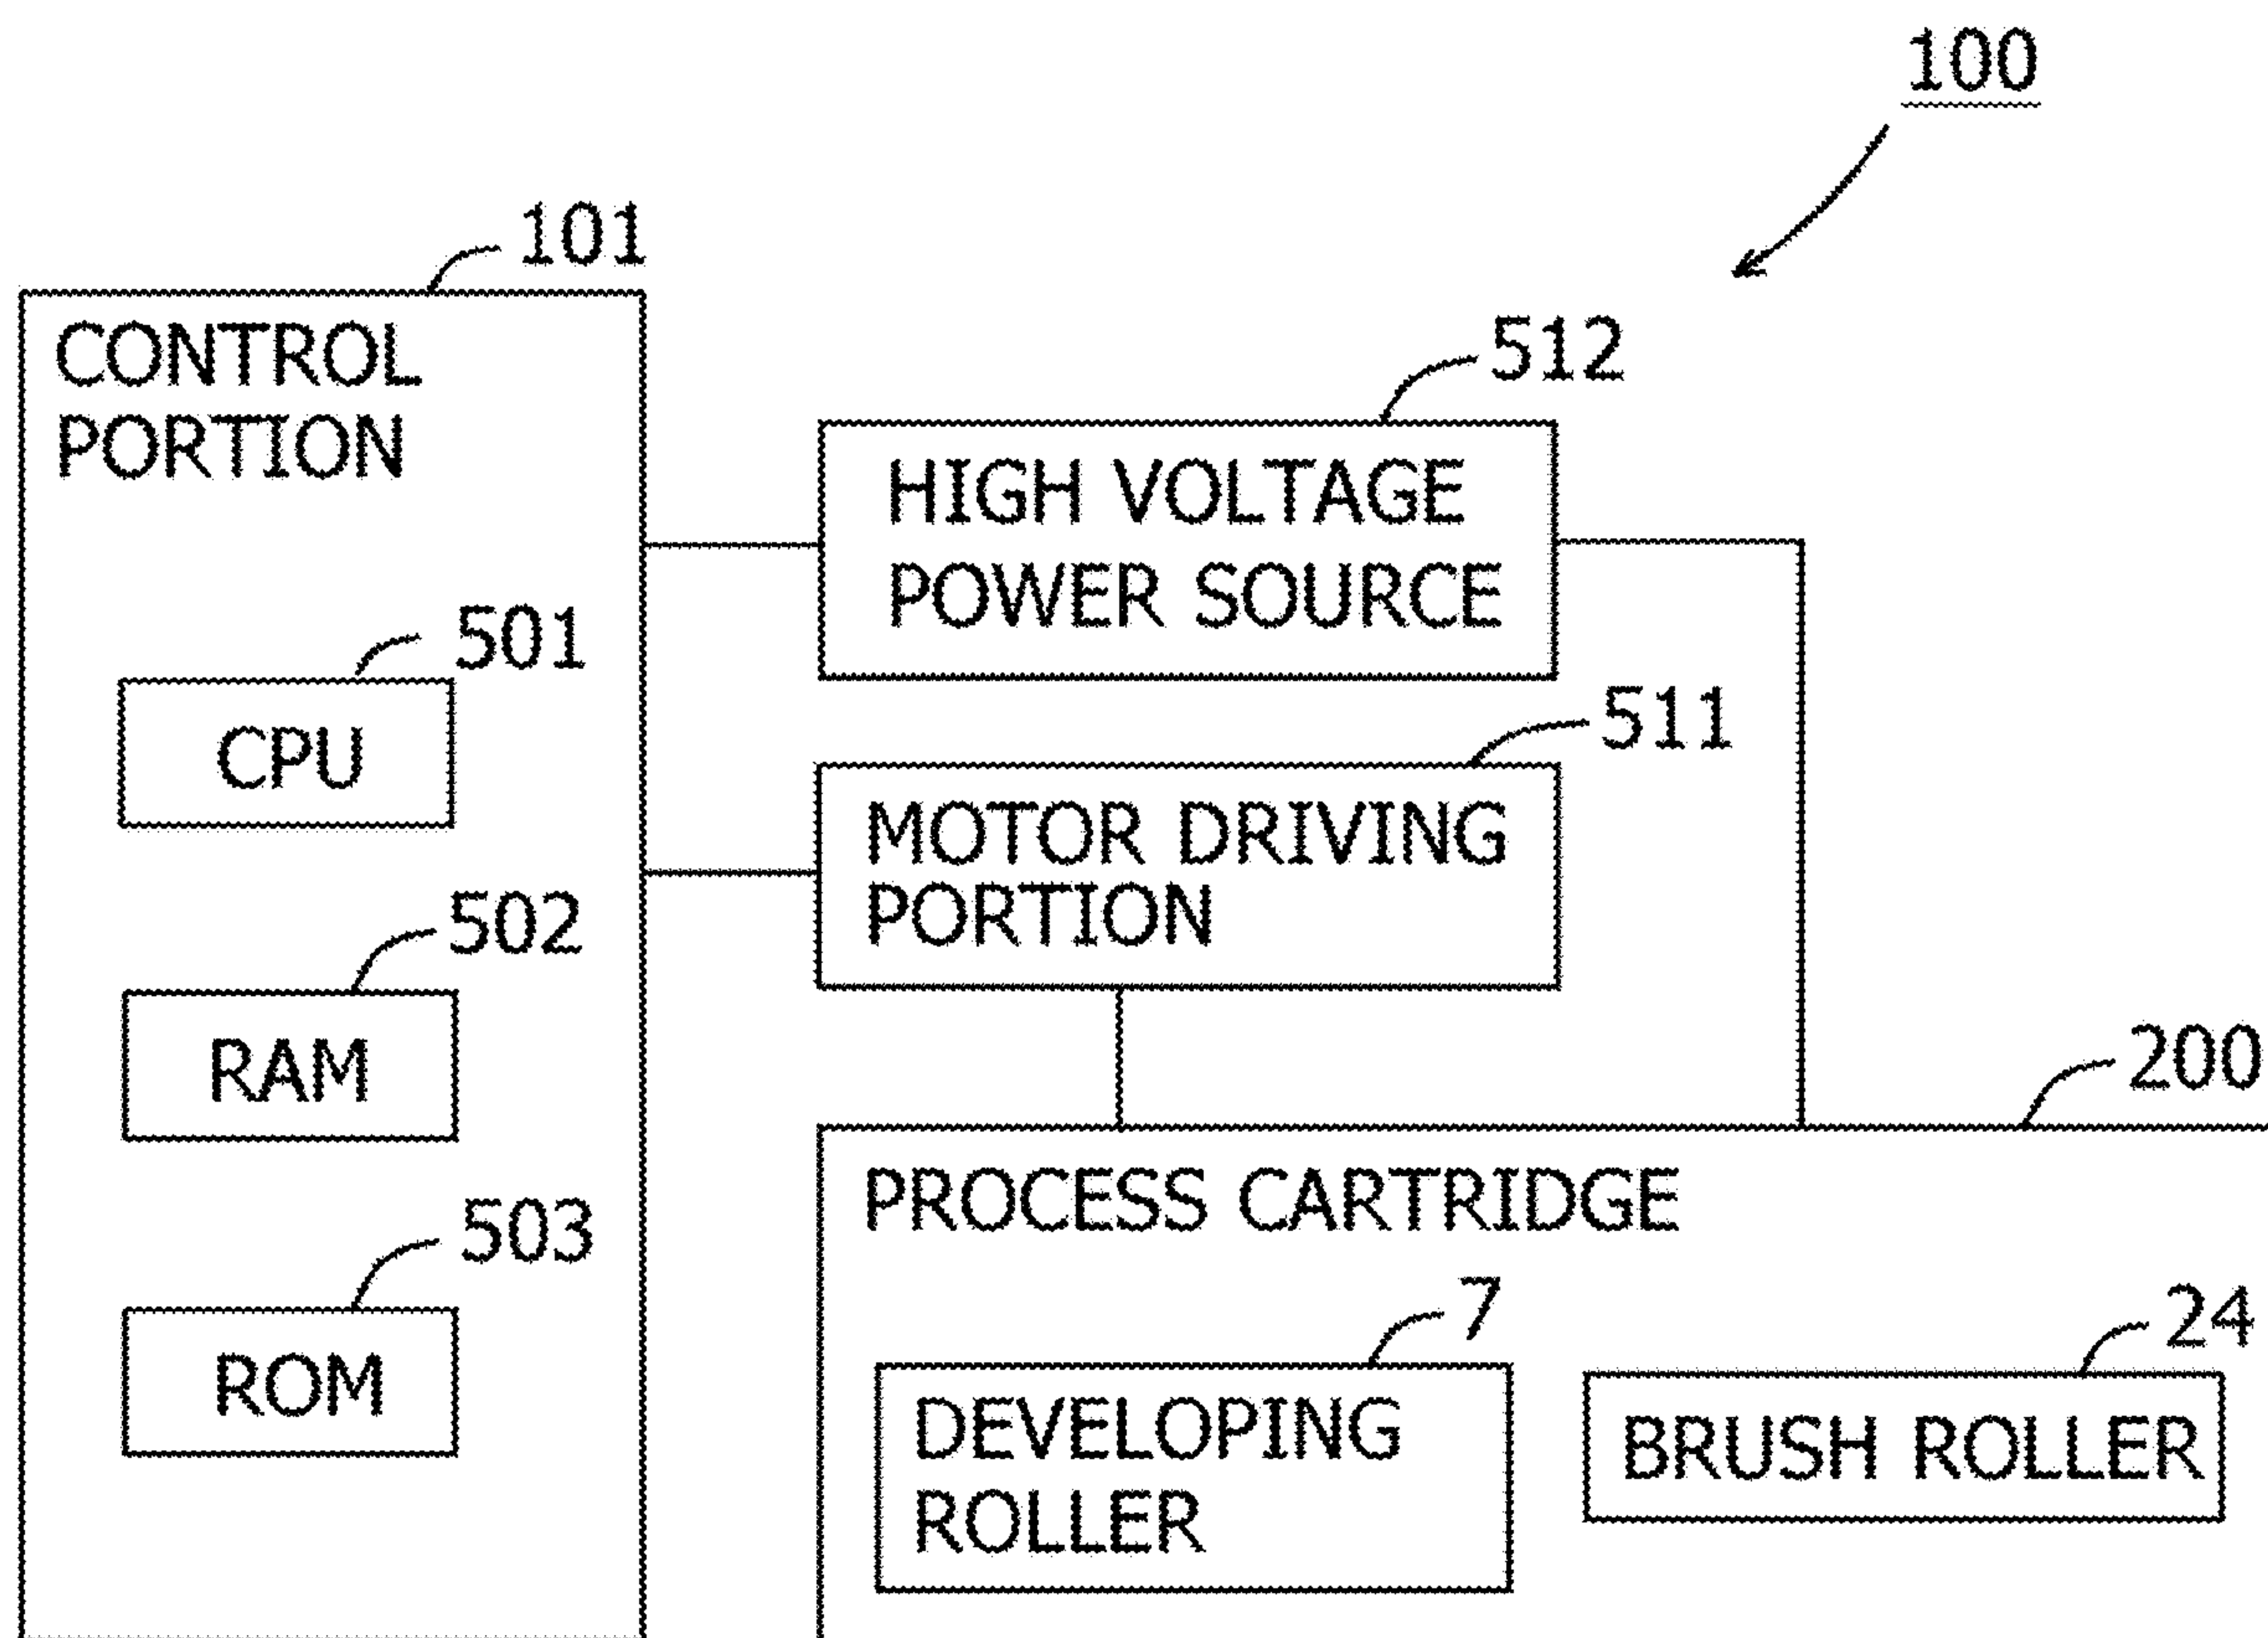 100
101
CONTROL
PORTION
512
HIGH VOLTAGE
POWER SOURCE
501
CPU
511
MOTOR DRIVING
PORTION
502
RAM
200
PROCESS CARTRIDGE
503
ROM
7
DEVELOPING
ROLLER
24
BRUSH ROLLER